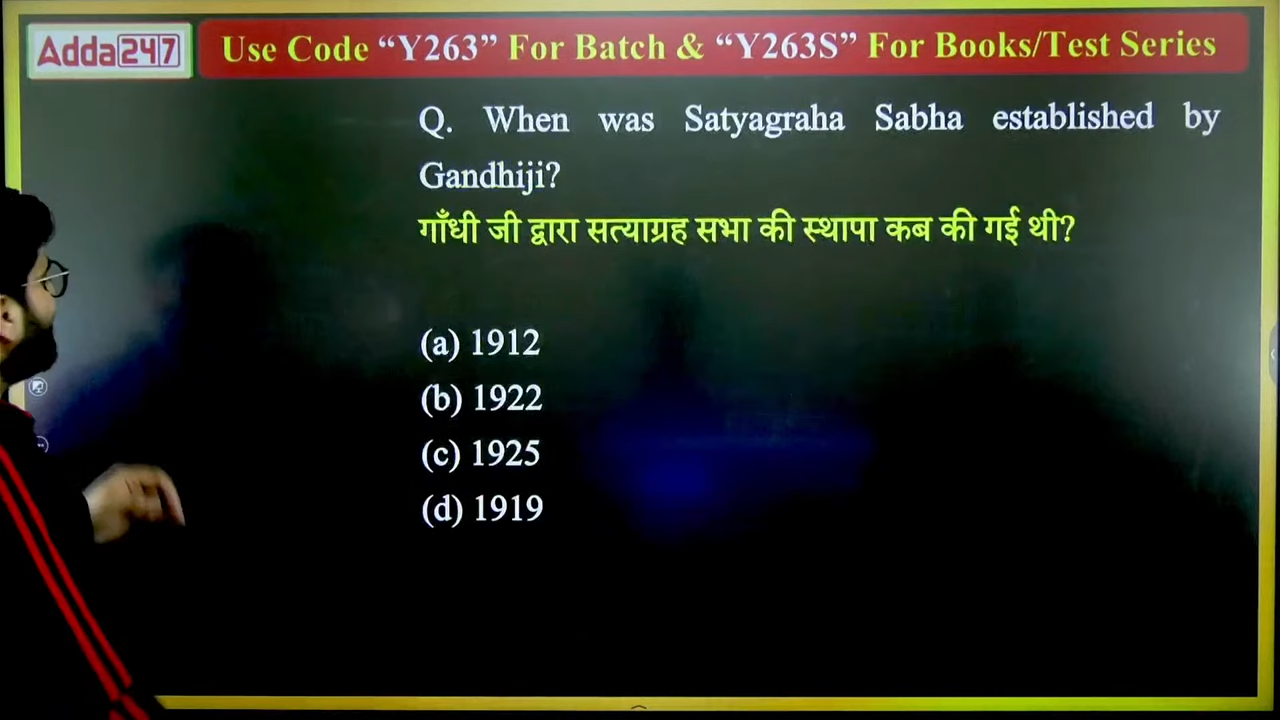 Adda247
Use Code “Y263” For Batch & “Y263S” For Books/Test Series
Q. When was Satyagraha Sabha established by
Gandhiji?
गाँधी जी द्वारा सत्याग्रह सभा की स्थापा कब की गई थी?
(a) 1912
(b) 1922
(c) 1925
(d) 1919